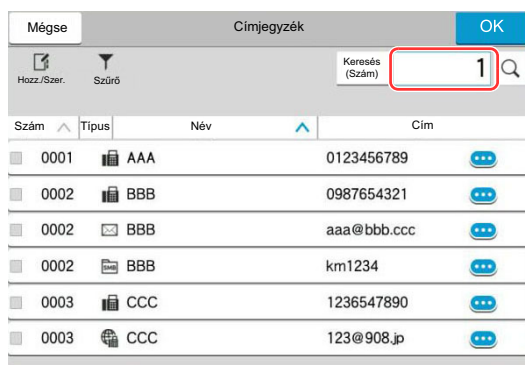 Mégse Címjegyzék OK
Hozz./Szer. Szűrő Keresés (Szám) 1
Szám Típus Név Cím
0001 AAA 0123456789
0002 BBB 0987654321
0002 BBB aaa@bbb.ccc
0002 SMB BBB km1234
0003 CCC 1236547890
0003 CCC 123@908.jp